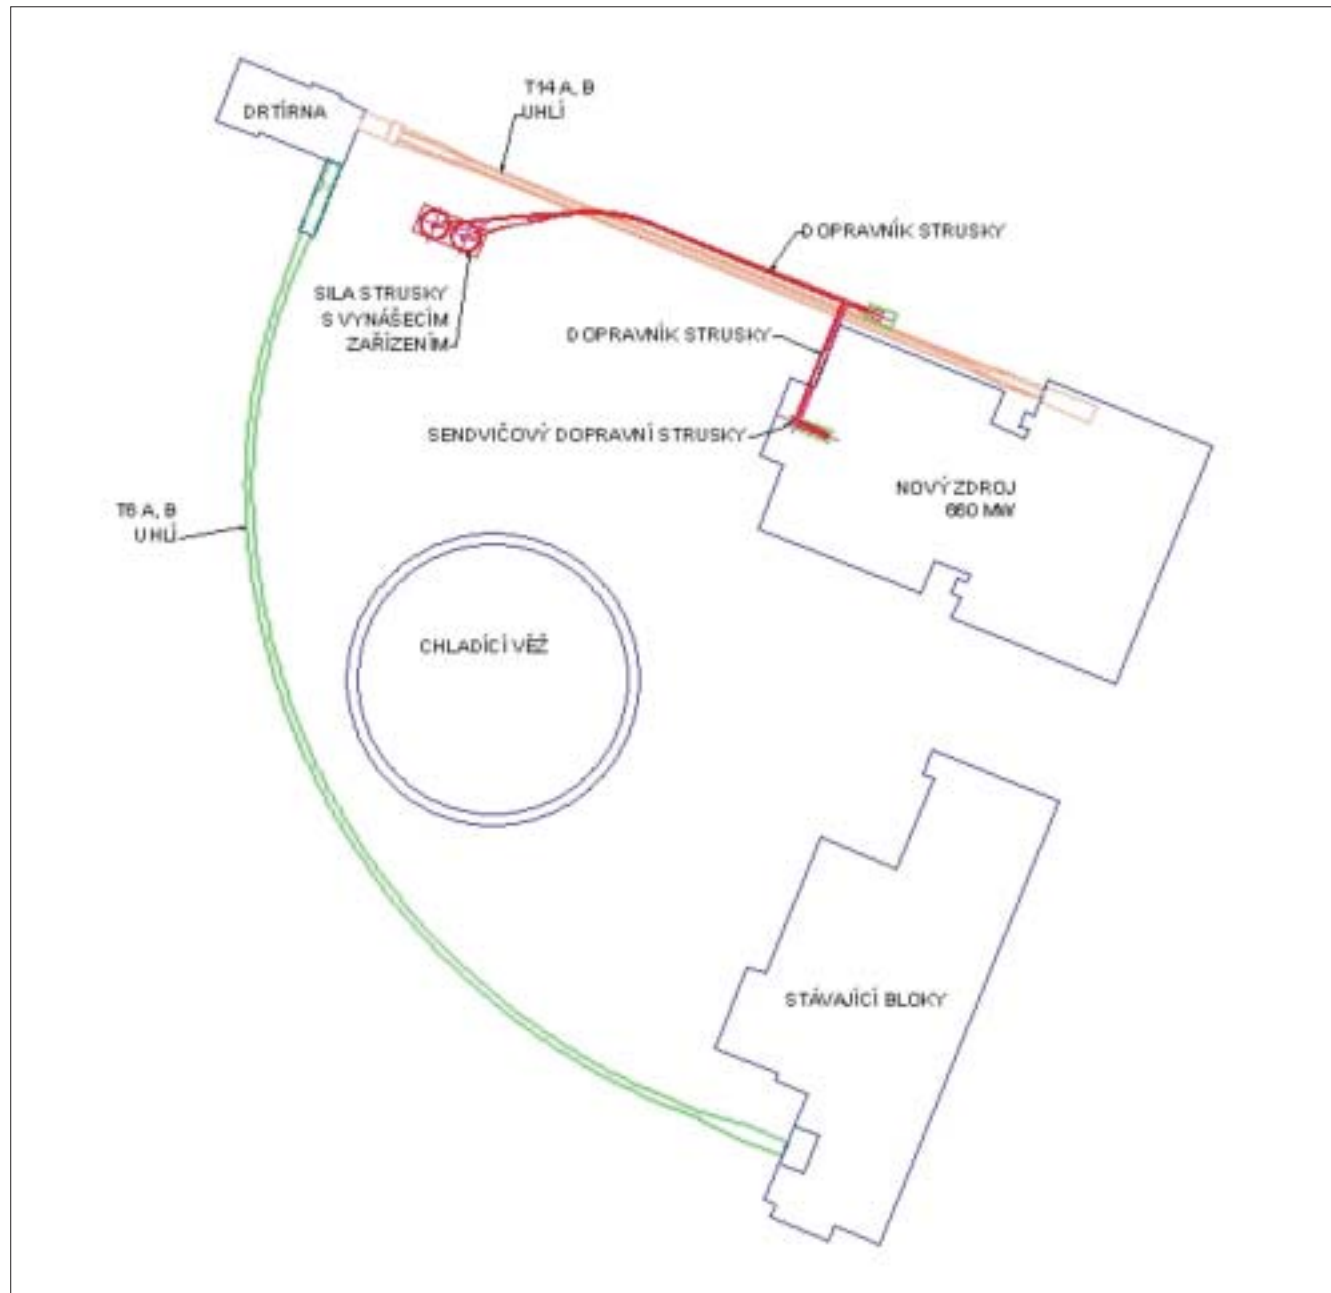 T14 A, B
UHLÍ
DRTÍRNA
DOPRAVNÍK STRUSKY
SILA STRUSKY
S VYNÁŠECÍM
ZAŘÍZENÍM
DOPRAVNÍK STRUSKY
SENDVIČOVÝ DOPRAVNÍ STRUSKY
NOVÝ ZDROJ
660 MW
T6 A, B
UHLÍ
CHLADÍCÍ VĚŽ
STÁVAJÍCÍ BLOKY